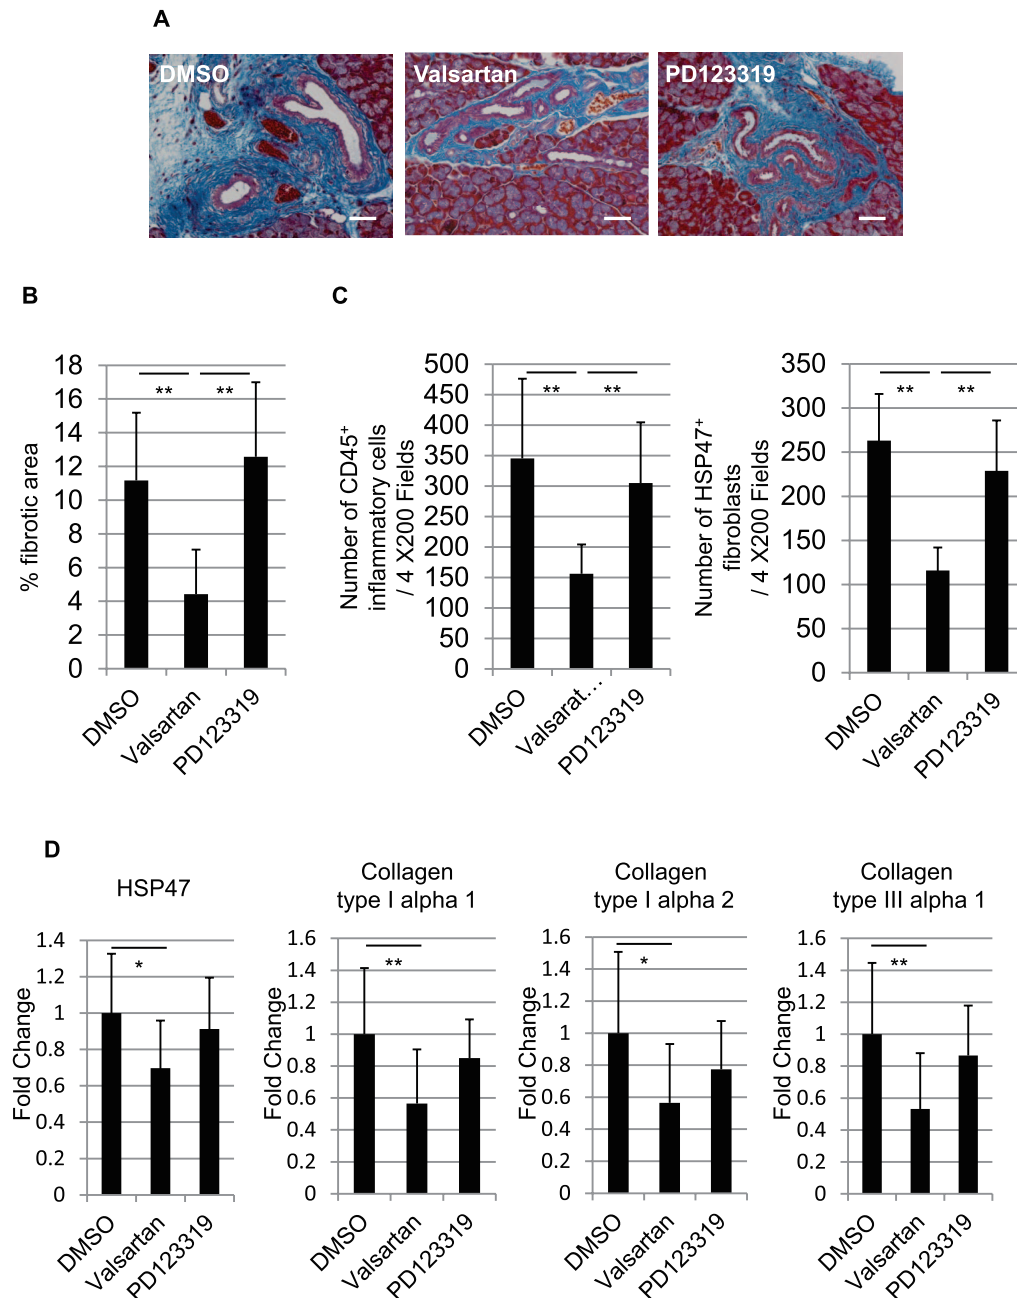 A
DMSO
Valsartan
PD123319
B
C
% fibrotic area
18
16
14
12
10
8
6
4
2
0
**
**
DMSO
Valsartan
PD123319
Number of CD45+
inflammatory cells
/ 4 X200 Fields
500
450
400
350
300
250
200
150
100
50
0
**
**
DMSO
Valsarat…
PD123319
Number of HSP47+
fibroblasts
/ 4 X200 Fields
350
300
250
200
150
100
50
0
**
**
DMSO
Valsartan
PD123319
D
HSP47
Fold Change
1.4
1.2
1
0.8
0.6
0.4
0.2
0
*
DMSO
Valsartan
PD123319
Collagen
type I alpha 1
Fold Change
1.6
1.4
1.2
1
0.8
0.6
0.4
0.2
0
**
DMSO
Valsartan
PD123319
Collagen
type I alpha 2
Fold Change
1.6
1.4
1.2
1
0.8
0.6
0.4
0.2
0
*
DMSO
Valsartan
PD123319
Collagen
type III alpha 1
Fold Change
1.6
1.4
1.2
1
0.8
0.6
0.4
0.2
0
**
DMSO
Valsartan
PD123319